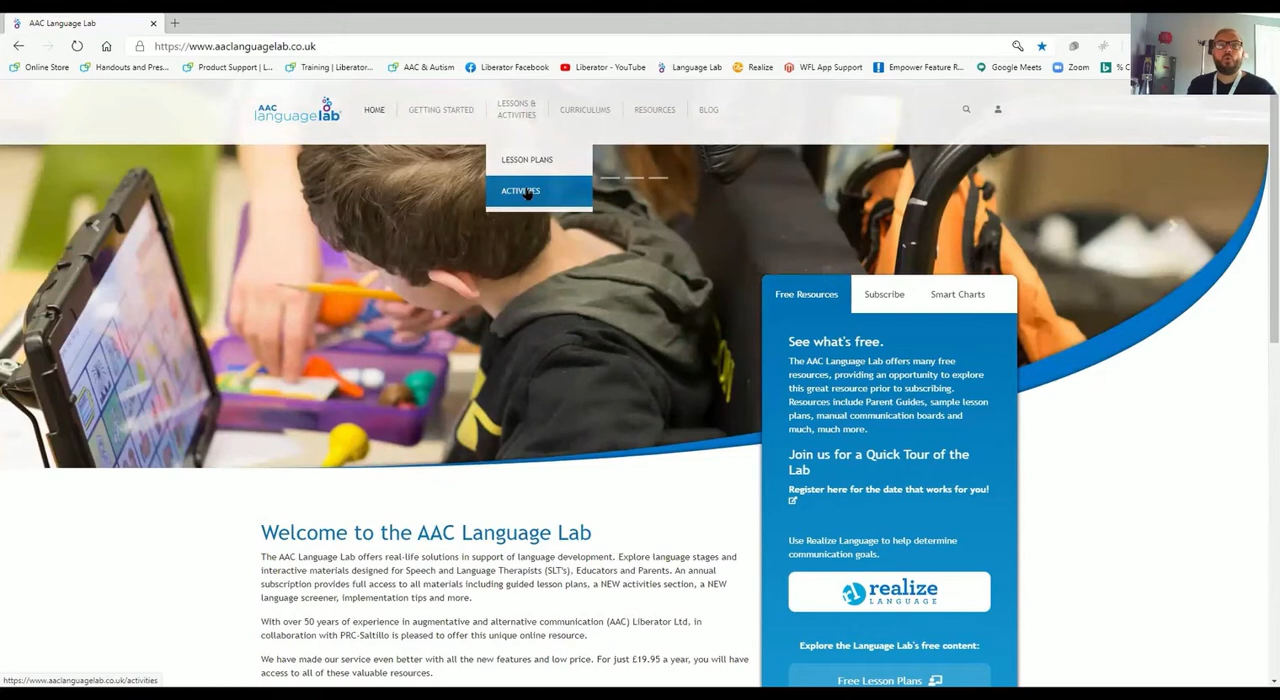 AAC Language Lab
https://www.aaclanguagelab.co.uk
Online Store
Handouts and Pres...
Product Support | L...
Training | Liberator...
AAC & Autism
Liberator Facebook
Liberator - YouTube
Language Lab
Realize
WFL App Support
Empower Feature R...
Google Meets
Zoom
% C
AAC
languagelab
HOME
GETTING STARTED
LESSONS &
ACTIVITIES
CURRICULUMS
RESOURCES
BLOG
LESSON PLANS
ACTIVITIES
Free Resources
Subscribe
Smart Charts
See what's free.
The AAC Language Lab offers many free
resources, providing an opportunity to explore
this great resource prior to subscribing.
Resources include Parent Guides, sample lesson
plans, manual communication boards and
much, much more.
Join us for a Quick Tour of the
Lab
Register here for the date that works for you!
Use Realize Language to help determine
communication goals.
realize
LANGUAGE
Explore the Language Lab's free content:
Free Lesson Plans
Welcome to the AAC Language Lab
The AAC Language Lab offers real-life solutions in support of language development. Explore language stages and
interactive materials designed for Speech and Language Therapists (SLT's), Educators and Parents. An annual
subscription provides full access to all materials including guided lesson plans, a NEW activities section, a NEW
language screener, implementation tips and more.
With over 50 years of experience in augmentative and alternative communication (AAC) Liberator Ltd, in
collaboration with PRC-Saltillo is pleased to offer this unique online resource.
We have made our service even better with all the new features and low price. For just £19.95 a year, you will have
access to all of these valuable resources.
https://www.aaclanguagelab.co.uk/activities